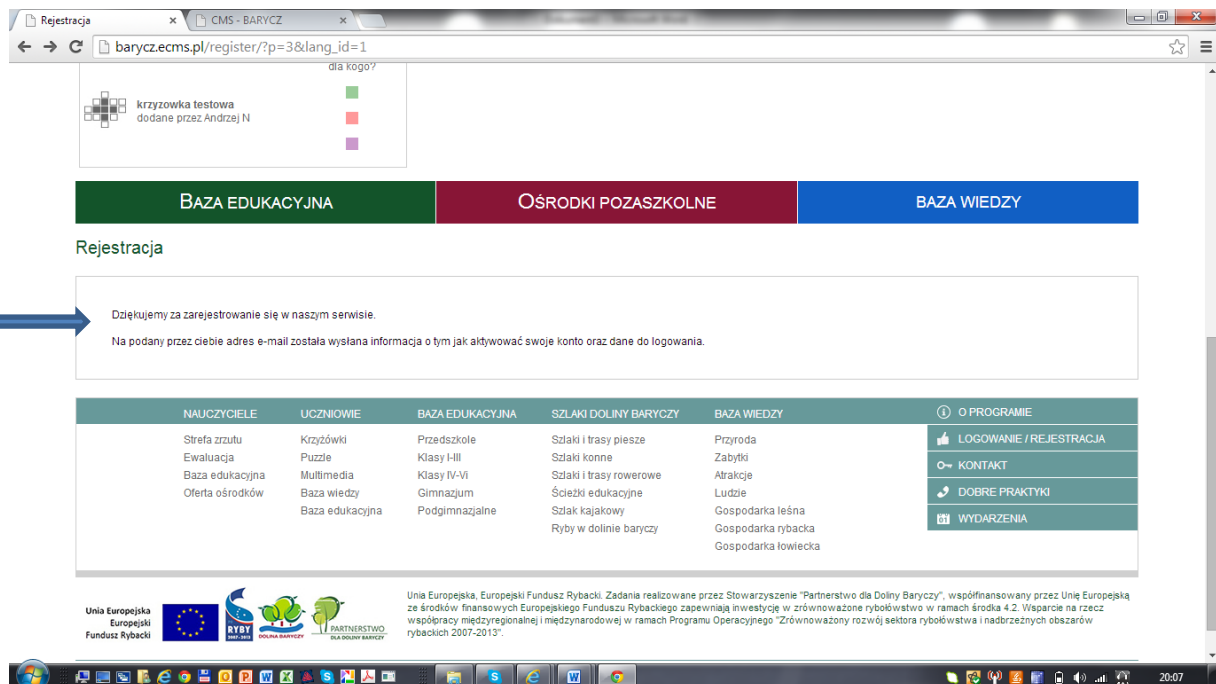 Rejestracja
CMS - BARYCZ
barycz.ecms.pl/register/?p=3&lang_id=1
dla kogo?
krzyzowka testowa
dodane przez Andrzej N
BAZA EDUKACYJNA
OŚRODKI POZASZKOLNE
BAZA WIEDZY
Rejestracja
Dziękujemy za zarejestrowanie się w naszym serwisie.
Na podany przez ciebie adres e-mail została wysłana informacja o tym jak aktywować swoje konto oraz dane do logowania.
NAUCZYCIELE
Strefa zrzutu
Ewaluacja
Baza edukacyjna
Oferta ośrodków
UCZNIOWIE
Krzyżówki
Puzzle
Multimedia
Baza wiedzy
Baza edukacyjna
BAZA EDUKACYJNA
Przedszkole
Klasy I-III
Klasy IV-Vi
Gimnazjum
Podgimnazjalne
SZLAKI DOLINY BARYCZY
Szlaki i trasy piesze
Szlaki konne
Szlaki i trasy rowerowe
Ścieżki edukacyjne
Szlak kajakowy
Ryby w dolinie baryczy
BAZA WIEDZY
Przyroda
Zabytki
Atrakcje
Ludzie
Gospodarka leśna
Gospodarka rybacka
Gospodarka łowiecka
O PROGRAMIE
LOGOWANIE / REJESTRACJA
KONTAKT
DOBRE PRAKTYKI
WYDARZENIA
Unia Europejska
Europejski
Fundusz Rybacki
RYBY
2007-2013
DOLINA BARYCZY
PARTNERSTWO
DLA DOLINY BARYCZY
Unia Europejska, Europejski Fundusz Rybacki. Zadania realizowane przez Stowarzyszenie "Partnerstwo dla Doliny Baryczy", współfinansowany przez Unię Europejską
ze środków finansowych Europejskiego Funduszu Rybackiego zapewniają inwestycję w zrównoważone rybołówstwo w ramach środka 4.2. Wsparcie na rzecz
współpracy międzyregionalnej i międzynarodowej w ramach Programu Operacyjnego "Zrównoważony rozwój sektora rybołówstwa i nadbrzeżnych obszarów
rybackich 2007-2013".
20:07